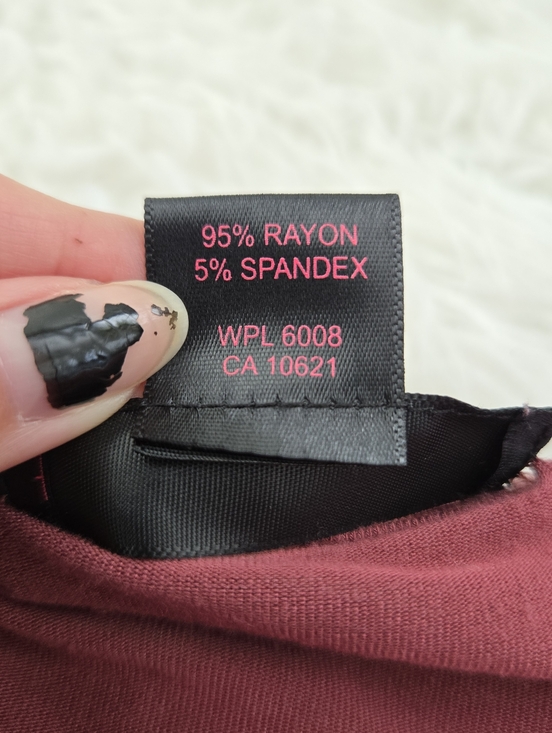 95% RAYON
5% SPANDEX
WPL 6008
CA 10621